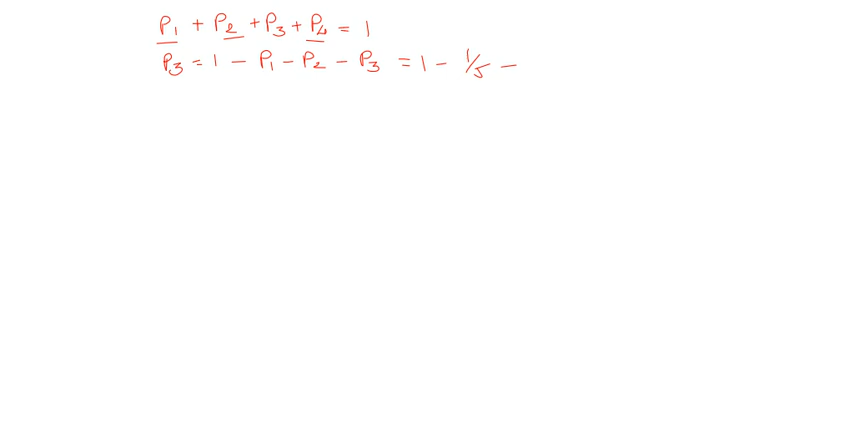 P1 + P2 + P3 + P4 = 1
P3 = 1 - P1 - P2 - P3 = 1 - 1/5 -